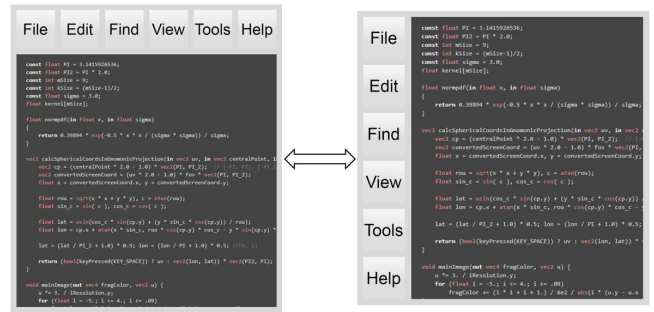 File Edit Find View Tools Help
const float PI = 3.1415926536;
const float PI2 = PI * 2.0;
const int mSize = 9;
const int kSize = (mSize-1)/2;
const float sigma = 3.0;
float kernel[mSize];
float normpdf(in float x, in float sigma)
{
return 0.39894 * exp(-0.5 * x * x / (sigma * sigma)) / sigma;
}
vec2 calcSphericalCoordsInGnomonicProjection(in vec2 uv, in vec2 centralPoint, in
vec2 cp = (centralPoint * 2.0 - 1.0) * vec2(PI, PI_2); // [-PI, PI], [-PI_2
vec2 convertedScreenCoord = (uv * 2.0 - 1.0) * fov * vec2(PI, PI_2);
float x = convertedScreenCoord.x, y = convertedScreenCoord.y;
float rou = sqrt(x * x + y * y), c = atan(rou);
float sin_c = sin( c ), cos_c = cos( c );
float lat = asin(cos_c * sin(cp.y) + (y * sin_c * cos(cp.y)) / rou);
float lon = cp.x + atan(x * sin_c, rou * cos(cp.y) * cos_c - y * sin(cp.y) *
lat = (lat / PI_2 + 1.0) * 0.5; lon = (lon / PI + 1.0) * 0.5; //[0, 1]
return (bool(keyPressed(KEY_SPACE)) ? uv : vec2(lon, lat)) * vec2(PI2, PI);
}
void mainImage(out vec4 fragColor, vec2 u) {
u *= 3. / iResolution.y;
for (float i = -5.; i <= 4.; i += .09)
File
Edit
Find
View
Tools
Help
const float PI = 3.1415926536;
const float PI2 = PI * 2.0;
const int mSize = 9;
const int kSize = (mSize-1)/2;
const float sigma = 3.0;
float kernel[mSize];
float normpdf(in float x, in float sigma)
{
return 0.39894 * exp(-0.5 * x * x / (sigma * sigma)) / sigma;
}
vec2 calcSphericalCoordsInGnomonicProjection(in vec2 uv, in vec2
vec2 cp = (centralPoint * 2.0 - 1.0) * vec2(PI, PI_2); // [-
vec2 convertedScreenCoord = (uv * 2.0 - 1.0) * fov * vec2(PI,
float x = convertedScreenCoord.x, y = convertedScreenCoord.y;
float rou = sqrt(x * x + y * y), c = atan(rou);
float sin_c = sin( c ), cos_c = cos( c );
float lat = asin(cos_c * sin(cp.y) + (y * sin_c * cos(cp.y)) /
float lon = cp.x + atan(x * sin_c, rou * cos(cp.y) * cos_c - y
lat = (lat / PI_2 + 1.0) * 0.5; lon = (lon / PI + 1.0) * 0.5;
return (bool(keyPressed(KEY_SPACE)) ? uv : vec2(lon, lat)) *
}
void mainImage(out vec4 fragColor, vec2 u) {
u *= 3. / iResolution.y;
for (float i = -5.; i <= 4.; i += .09)
fragColor += (i * i + i + 1.) / 6e2 / abs(i * (u.y - u.x